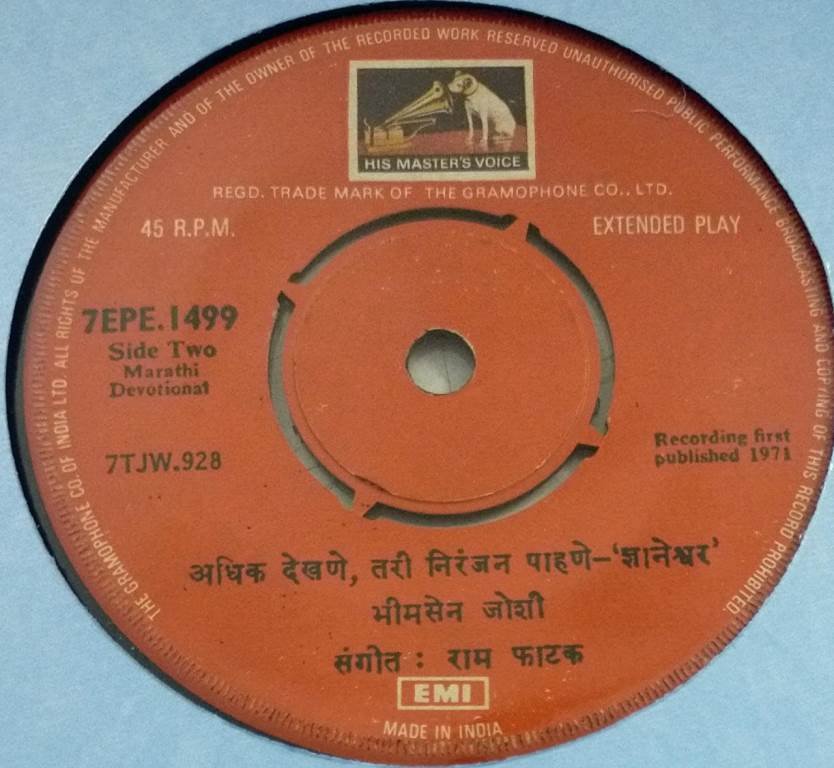 THE GRAMOPHONE CO. OF INDIA LTD. ALL RIGHTS OF THE MANUFACTURER AND OF THE OWNER OF THE RECORDED WORK RESERVED UNAUTHORISED PUBLIC PERFORMANCE BROADCASTING AND COPYING OF THIS RECORD PROHIBITED.
HIS MASTER'S VOICE
REGD. TRADE MARK OF THE GRAMOPHONE CO., LTD.
45 R.P.M.
EXTENDED PLAY
7EPE.1499
Side Two
Marathi
Devotional
7TJW.928
Recording first
published 1971
अधिक देखणे, तरी निरंजन पाहणे–'ज्ञानेश्वर'
भीमसेन जोशी
संगीत : राम फाटक
EMI
MADE IN INDIA